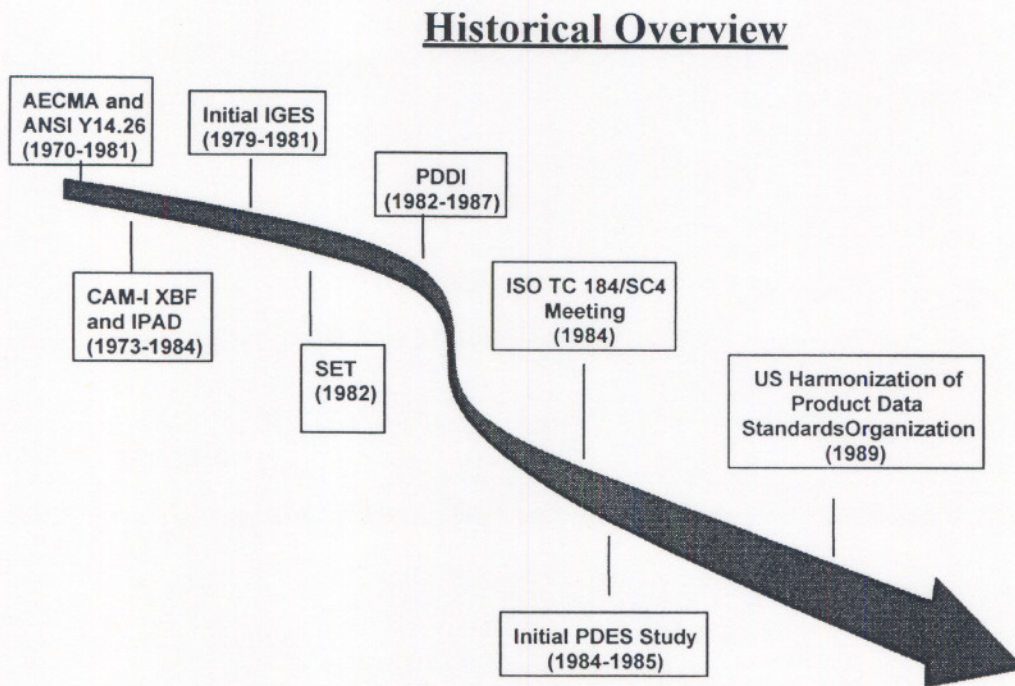 Historical Overview
AECMA and
ANSI Y14.26
(1970-1981)
Initial IGES
(1979-1981)
PDDI
(1982-1987)
CAM-I XBF
and IPAD
(1973-1984)
SET
(1982)
ISO TC 184/SC4
Meeting
(1984)
US Harmonization of
Product Data
StandardsOrganization
(1989)
Initial PDES Study
(1984-1985)